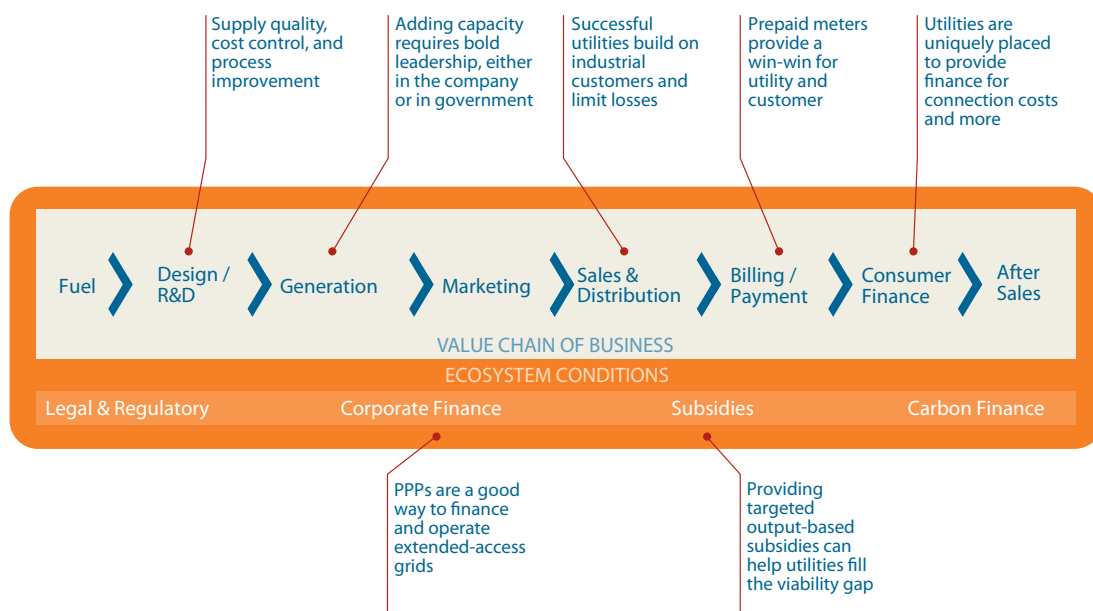 Supply quality,
cost control, and
process
improvement
Adding capacity
requires bold
leadership, either
in the company
or in government
Successful
utilities build on
industrial
customers and
limit losses
Prepaid meters
provide a
win-win for
utility and
customer
Utilities are
uniquely placed
to provide
finance for
connection costs
and more
Fuel
Design /
R&D
Generation
Marketing
Sales &
Distribution
Billing /
Payment
Consumer
Finance
After
Sales
VALUE CHAIN OF BUSINESS
ECOSYSTEM CONDITIONS
Legal & Regulatory
Corporate Finance
Subsidies
Carbon Finance
PPPs are a good
way to finance
and operate
extended-access
grids
Providing
targeted
output-based
subsidies can
help utilities fill
the viability gap